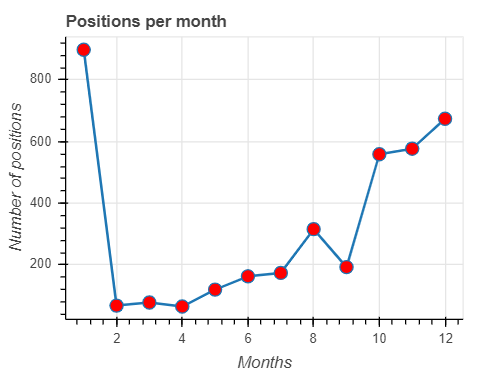 Positions per month
Number of positions
800
600
400
200
2 4 6 8 10 12
Months